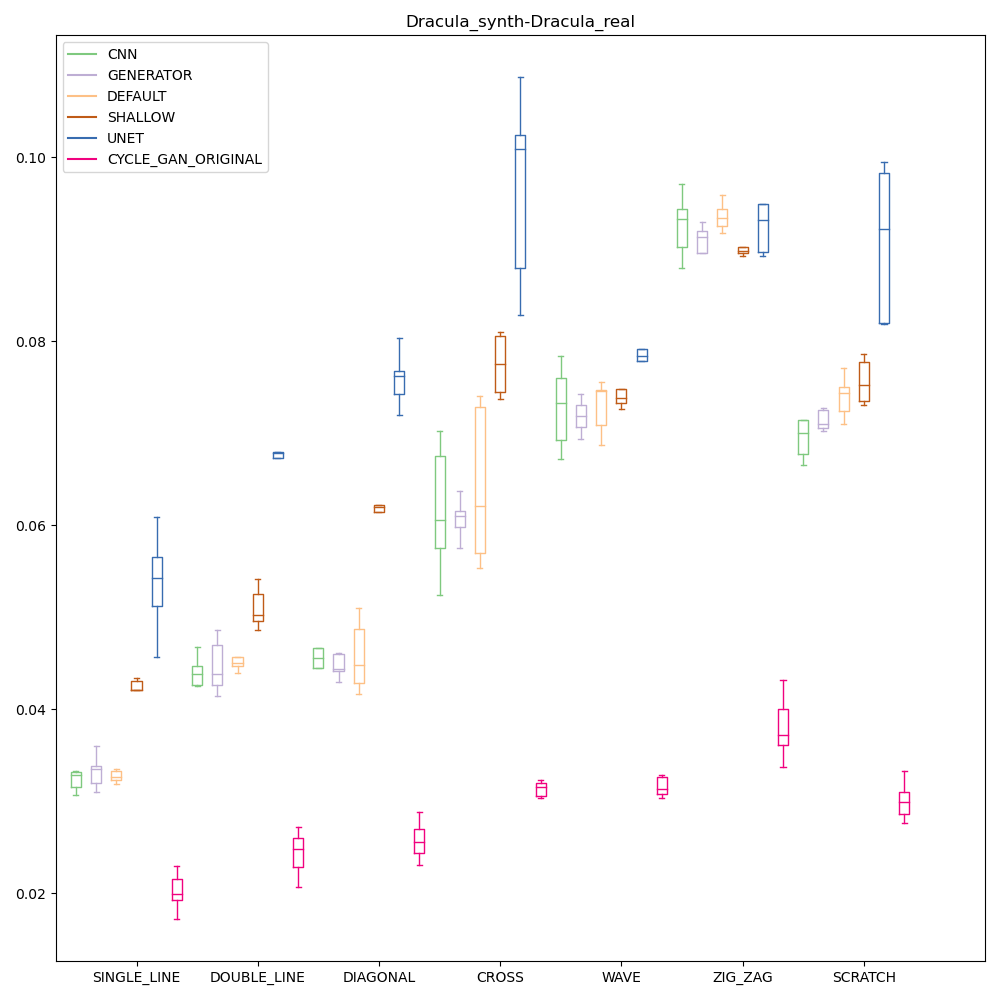 Dracula_synth-Dracula_real
CNN
GENERATOR
DEFAULT
SHALLOW
UNET
CYCLE_GAN_ORIGINAL
0.10
0.08
0.06
0.04
0.02
SINGLE_LINE DOUBLE_LINE DIAGONAL CROSS WAVE ZIG_ZAG SCRATCH